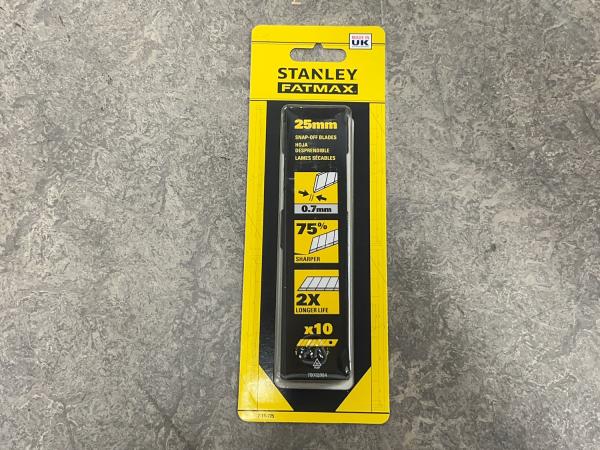 MADE IN
UK
STANLEY
FATMAX
25mm
SNAP-OFF BLADES
HOJA
DESPRENDIBLE
LAMES SÉCABLES
0.7mm
75%
SHARPER
2X
LONGER LIFE
x10